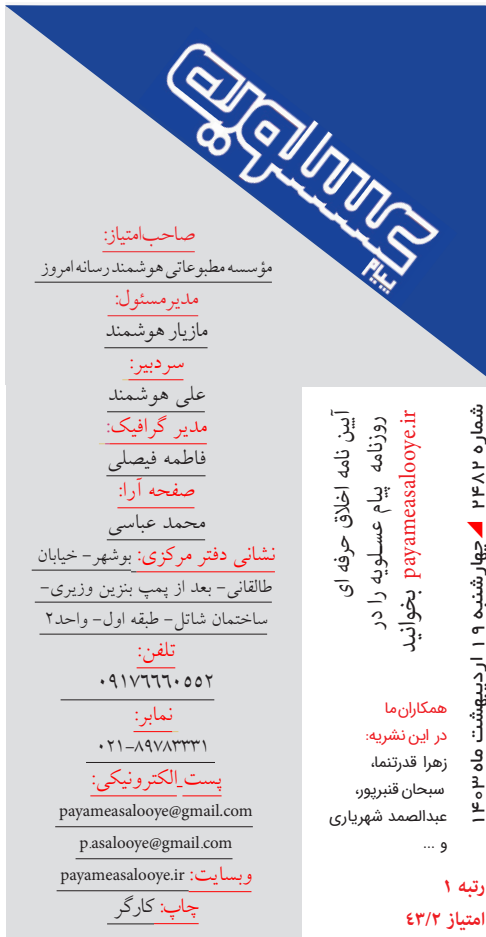 پیام
عسلویه
صاحب‌امتیاز:
مؤسسه مطبوعاتی هوشمند رسانه امروز
مدیرمسئول:
مازیار هوشمند
سردبیر:
علی هوشمند
مدیر گرافیک:
فاطمه فیصلی
صفحه آرا:
محمد عباسی
نشانی دفتر مرکزی: بوشهر- خیابان
طالقانی- بعد از پمپ بنزین وزیری-
ساختمان شاتل- طبقه اول- واحد۲
تلفن:
۰۹۱۷۶۶۶۰۵۵۲
نمابر:
۰۲۱-۸۹۷۸۳۳۳۱
پست_الکترونیکی:
payameasalooye@gmail.com
p.asalooye@gmail.com
وبسایت: payameasalooye.ir
چاپ: کارگر
شماره ۲۴۸۲ چهارشنبه ۱۹ اردیبهشت ماه ۱۴۰۳
آیین نامه اخلاق حرفه ای
روزنامه پیام عسلویه را در
payameasalooye.ir بخوانید
همکاران‌ما
در این نشریه:
زهرا قدرتنما،
سبحان قنبرپور،
عبدالصمد شهریاری
و ...
رتبه ۱
امتیاز ۴۳/۲